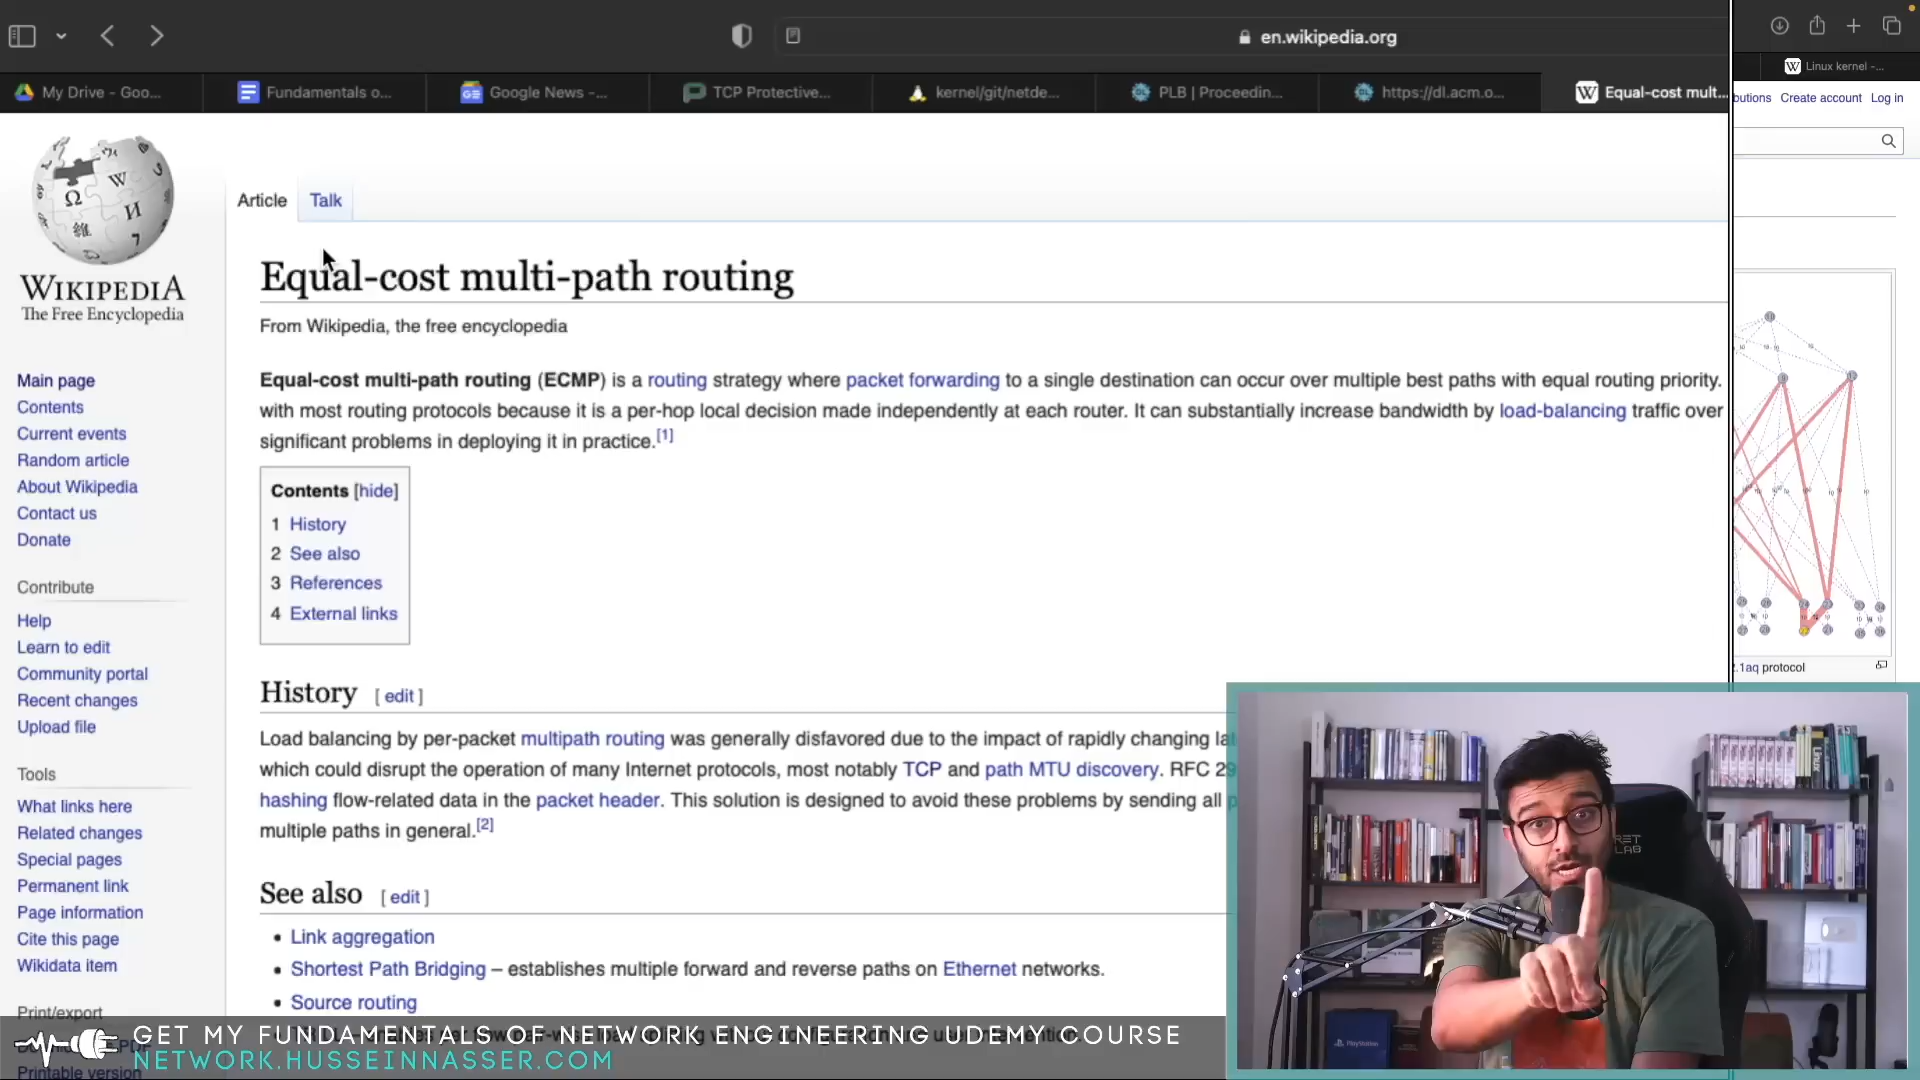 en.wikipedia.org
My Drive - Goo...
Fundamentals o...
Google News -...
TCP Protective...
kernel/git/netde...
PLB | Proceedin...
https://dl.acm.o...
Equal-cost mult...
Linux kernel -...
butions Create account Log in
WIKIPEDIA
The Free Encyclopedia
Main page
Contents
Current events
Random article
About Wikipedia
Contact us
Donate
Contribute
Help
Learn to edit
Community portal
Recent changes
Upload file
Tools
What links here
Related changes
Special pages
Permanent link
Page information
Cite this page
Wikidata item
Print/export
Printable version
Article Talk
Equal-cost multi-path routing
From Wikipedia, the free encyclopedia
Equal-cost multi-path routing (ECMP) is a routing strategy where packet forwarding to a single destination can occur over multiple best paths with equal routing priority.
with most routing protocols because it is a per-hop local decision made independently at each router. It can substantially increase bandwidth by load-balancing traffic over
significant problems in deploying it in practice.[1]
Contents [hide]
1 History
2 See also
3 References
4 External links
History [ edit ]
Load balancing by per-packet multipath routing was generally disfavored due to the impact of rapidly changing lat
which could disrupt the operation of many Internet protocols, most notably TCP and path MTU discovery. RFC 29
hashing flow-related data in the packet header. This solution is designed to avoid these problems by sending all p
multiple paths in general.[2]
See also [ edit ]
• Link aggregation
• Shortest Path Bridging – establishes multiple forward and reverse paths on Ethernet networks.
• Source routing
.1aq protocol
GET MY FUNDAMENTALS OF NETWORK ENGINEERING UDEMY COURSE
NETWORK.HUSSEINNASSER.COM
PlayStation